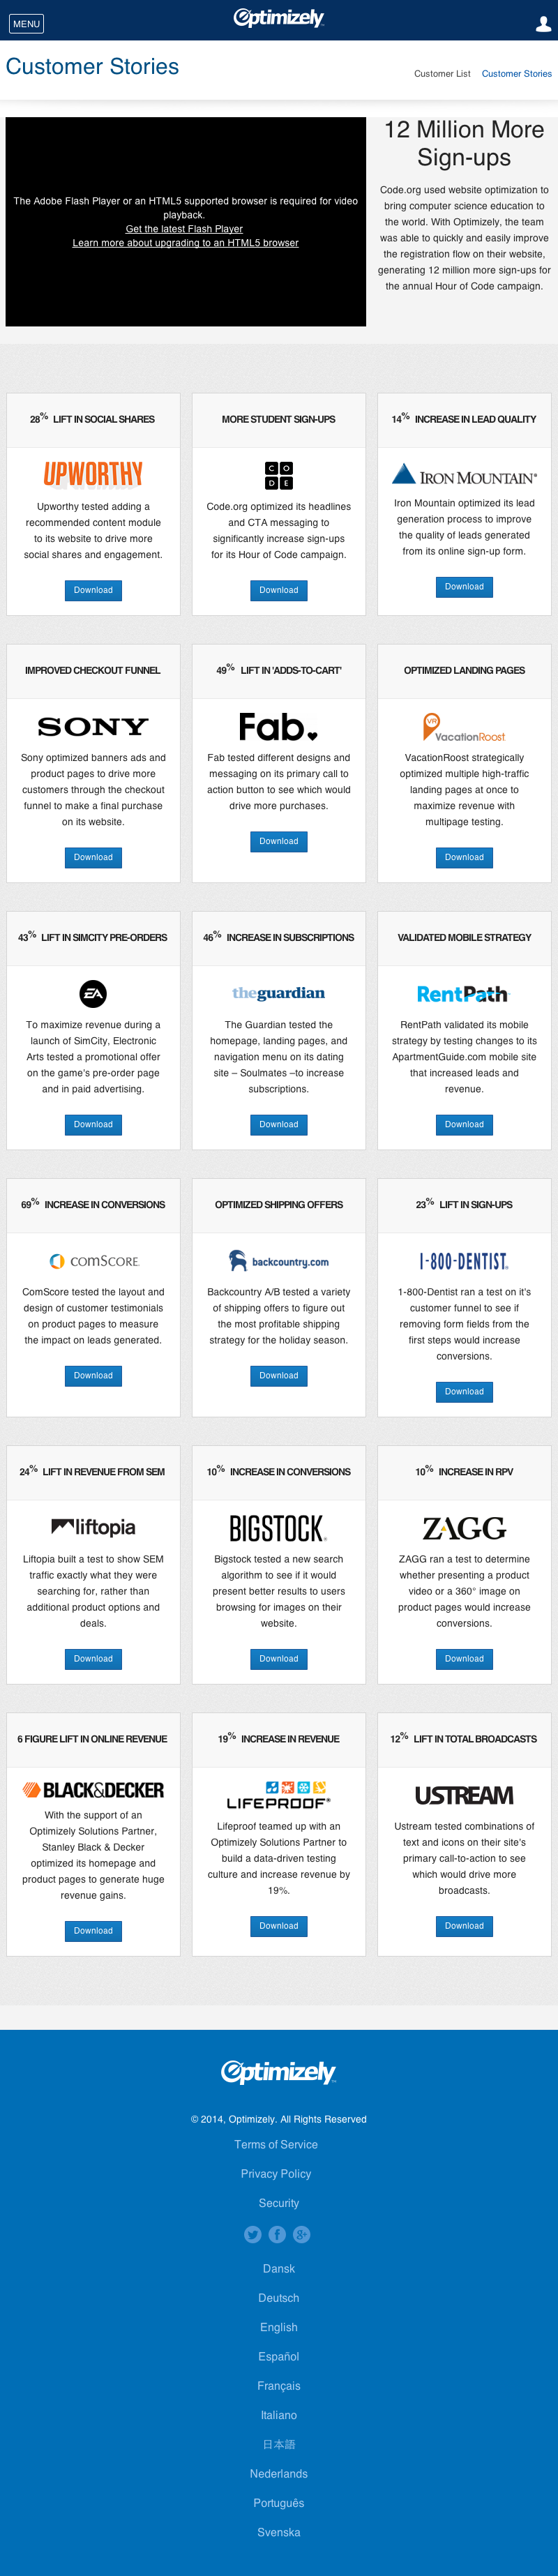 MENU
Optimizely
Customer Stories
Customer List Customer Stories
The Adobe Flash Player or an HTML5 supported browser is required for video
playback.
Get the latest Flash Player
Learn more about upgrading to an HTML5 browser
12 Million More
Sign-ups
Code.org used website optimization to
bring computer science education to
the world. With Optimizely, the team
was able to quickly and easily improve
the registration flow on their website,
generating 12 million more sign-ups for
the annual Hour of Code campaign.
28% LIFT IN SOCIAL SHARES
UPWORTHY
Upworthy tested adding a
recommended content module
to its website to drive more
social shares and engagement.
Download
MORE STUDENT SIGN-UPS
C O
D E
Code.org optimized its headlines
and CTA messaging to
significantly increase sign-ups
for its Hour of Code campaign.
Download
14% INCREASE IN LEAD QUALITY
IRON MOUNTAIN®
Iron Mountain optimized its lead
generation process to improve
the quality of leads generated
from its online sign-up form.
Download
IMPROVED CHECKOUT FUNNEL
SONY
Sony optimized banners ads and
product pages to drive more
customers through the checkout
funnel to make a final purchase
on its website.
Download
49% LIFT IN 'ADDS-TO-CART'
Fab
Fab tested different designs and
messaging on its primary call to
action button to see which would
drive more purchases.
Download
OPTIMIZED LANDING PAGES
VR
VacationRoost
VacationRoost strategically
optimized multiple high-traffic
landing pages at once to
maximize revenue with
multipage testing.
Download
43% LIFT IN SIMCITY PRE-ORDERS
EA
To maximize revenue during a
launch of SimCity, Electronic
Arts tested a promotional offer
on the game's pre-order page
and in paid advertising.
Download
46% INCREASE IN SUBSCRIPTIONS
theguardian
The Guardian tested the
homepage, landing pages, and
navigation menu on its dating
site – Soulmates –to increase
subscriptions.
Download
VALIDATED MOBILE STRATEGY
RentPath
RentPath validated its mobile
strategy by testing changes to its
ApartmentGuide.com mobile site
that increased leads and
revenue.
Download
69% INCREASE IN CONVERSIONS
COMSCORE.
ComScore tested the layout and
design of customer testimonials
on product pages to measure
the impact on leads generated.
Download
OPTIMIZED SHIPPING OFFERS
backcountry.com
Backcountry A/B tested a variety
of shipping offers to figure out
the most profitable shipping
strategy for the holiday season.
Download
23% LIFT IN SIGN-UPS
1-800-DENTIST®
1-800-Dentist ran a test on it's
customer funnel to see if
removing form fields from the
first steps would increase
conversions.
Download
24% LIFT IN REVENUE FROM SEM
liftopia
Liftopia built a test to show SEM
traffic exactly what they were
searching for, rather than
additional product options and
deals.
Download
10% INCREASE IN CONVERSIONS
BIGSTOCK
Bigstock tested a new search
algorithm to see if it would
present better results to users
browsing for images on their
website.
Download
10% INCREASE IN RPV
ZAGG
ZAGG ran a test to determine
whether presenting a product
video or a 360° image on
product pages would increase
conversions.
Download
6 FIGURE LIFT IN ONLINE REVENUE
BLACK&DECKER
With the support of an
Optimizely Solutions Partner,
Stanley Black & Decker
optimized its homepage and
product pages to generate huge
revenue gains.
Download
19% INCREASE IN REVENUE
LIFEPROOF®
Lifeproof teamed up with an
Optimizely Solutions Partner to
build a data-driven testing
culture and increase revenue by
19%.
Download
12% LIFT IN TOTAL BROADCASTS
USTREAM
Ustream tested combinations of
text and icons on their site's
primary call-to-action to see
which would drive more
broadcasts.
Download
Optimizely
© 2014, Optimizely. All Rights Reserved
Terms of Service
Privacy Policy
Security
Dansk
Deutsch
English
Español
Français
Italiano
日本語
Nederlands
Português
Svenska